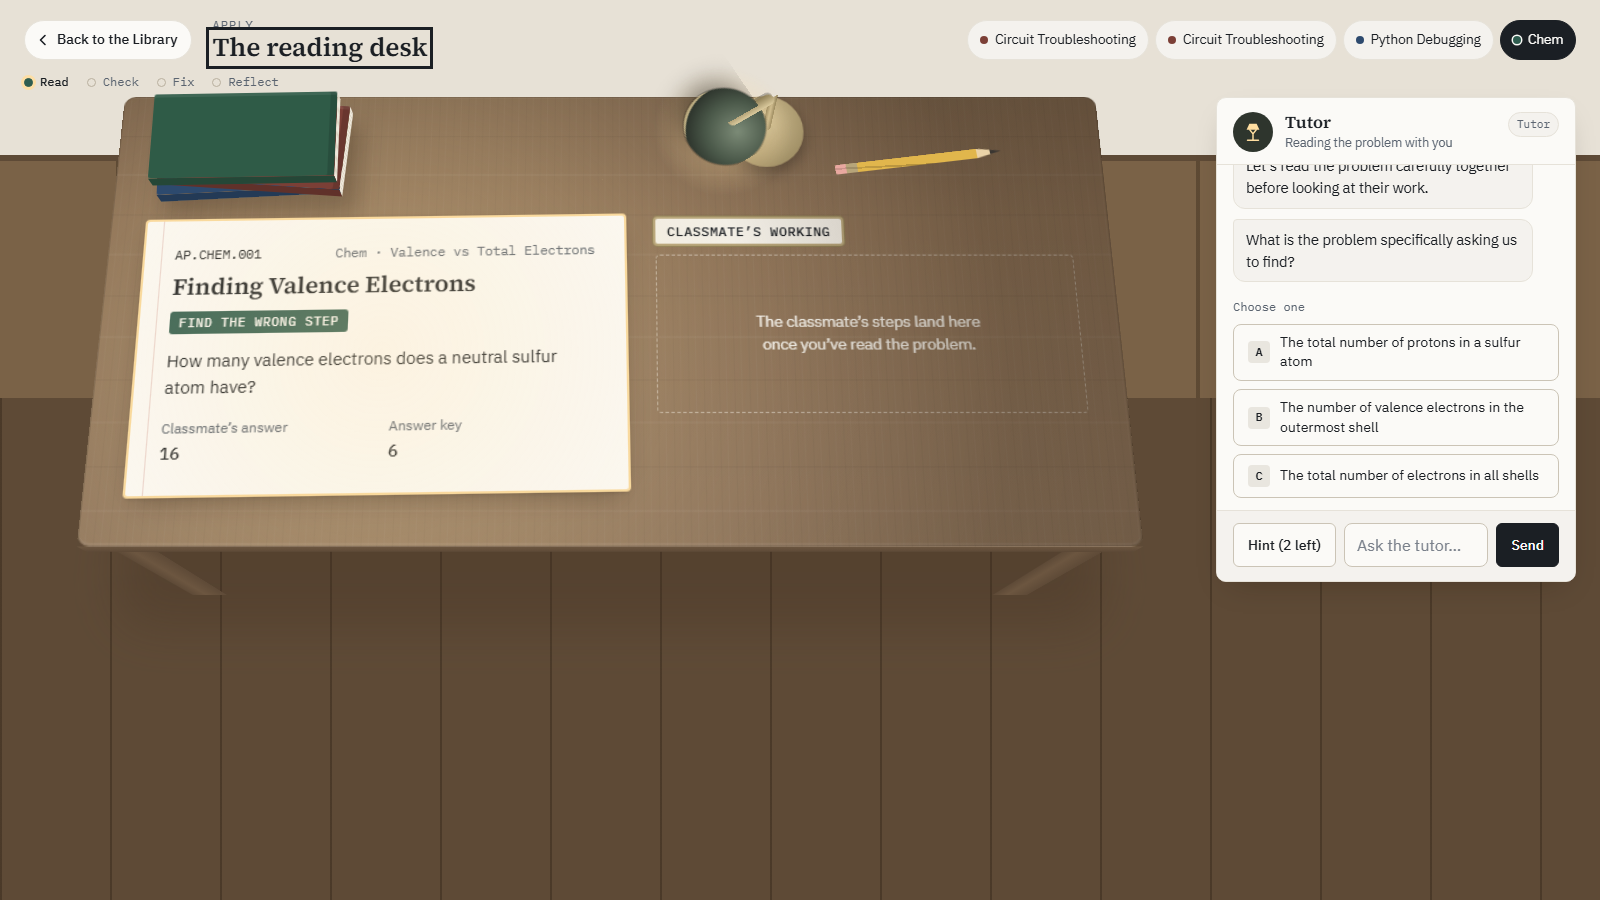 Back to the Library
APPLY
The reading desk
Circuit Troubleshooting
Circuit Troubleshooting
Python Debugging
Chem
Read
Check
Fix
Reflect
AP.CHEM.001
Chem · Valence vs Total Electrons
Finding Valence Electrons
FIND THE WRONG STEP
How many valence electrons does a neutral sulfur
atom have?
Classmate's answer
Answer key
16
6
CLASSMATE'S WORKING
The classmate's steps land here
once you've read the problem.
Tutor
Reading the problem with you
Tutor
Let's read the problem carefully together
before looking at their work.
What is the problem specifically asking us
to find?
Choose one
A
The total number of protons in a sulfur
atom
B
The number of valence electrons in the
outermost shell
C
The total number of electrons in all shells
Hint (2 left)
Ask the tutor...
Send